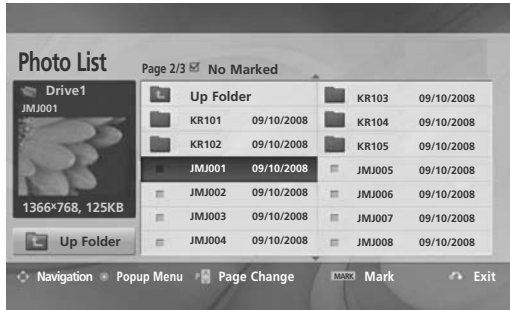 Photo List
Page 2/3 No Marked
Drive1
JMJ001
1366×768, 125KB
Up Folder
Up Folder
KR101 09/10/2008
KR102 09/10/2008
JMJ001 09/10/2008
JMJ002 09/10/2008
JMJ003 09/10/2008
JMJ004 09/10/2008
KR103 09/10/2008
KR104 09/10/2008
KR105 09/10/2008
JMJ005 09/10/2008
JMJ006 09/10/2008
JMJ007 09/10/2008
JMJ008 09/10/2008
Navigation Popup Menu P Page Change MARK Mark Exit